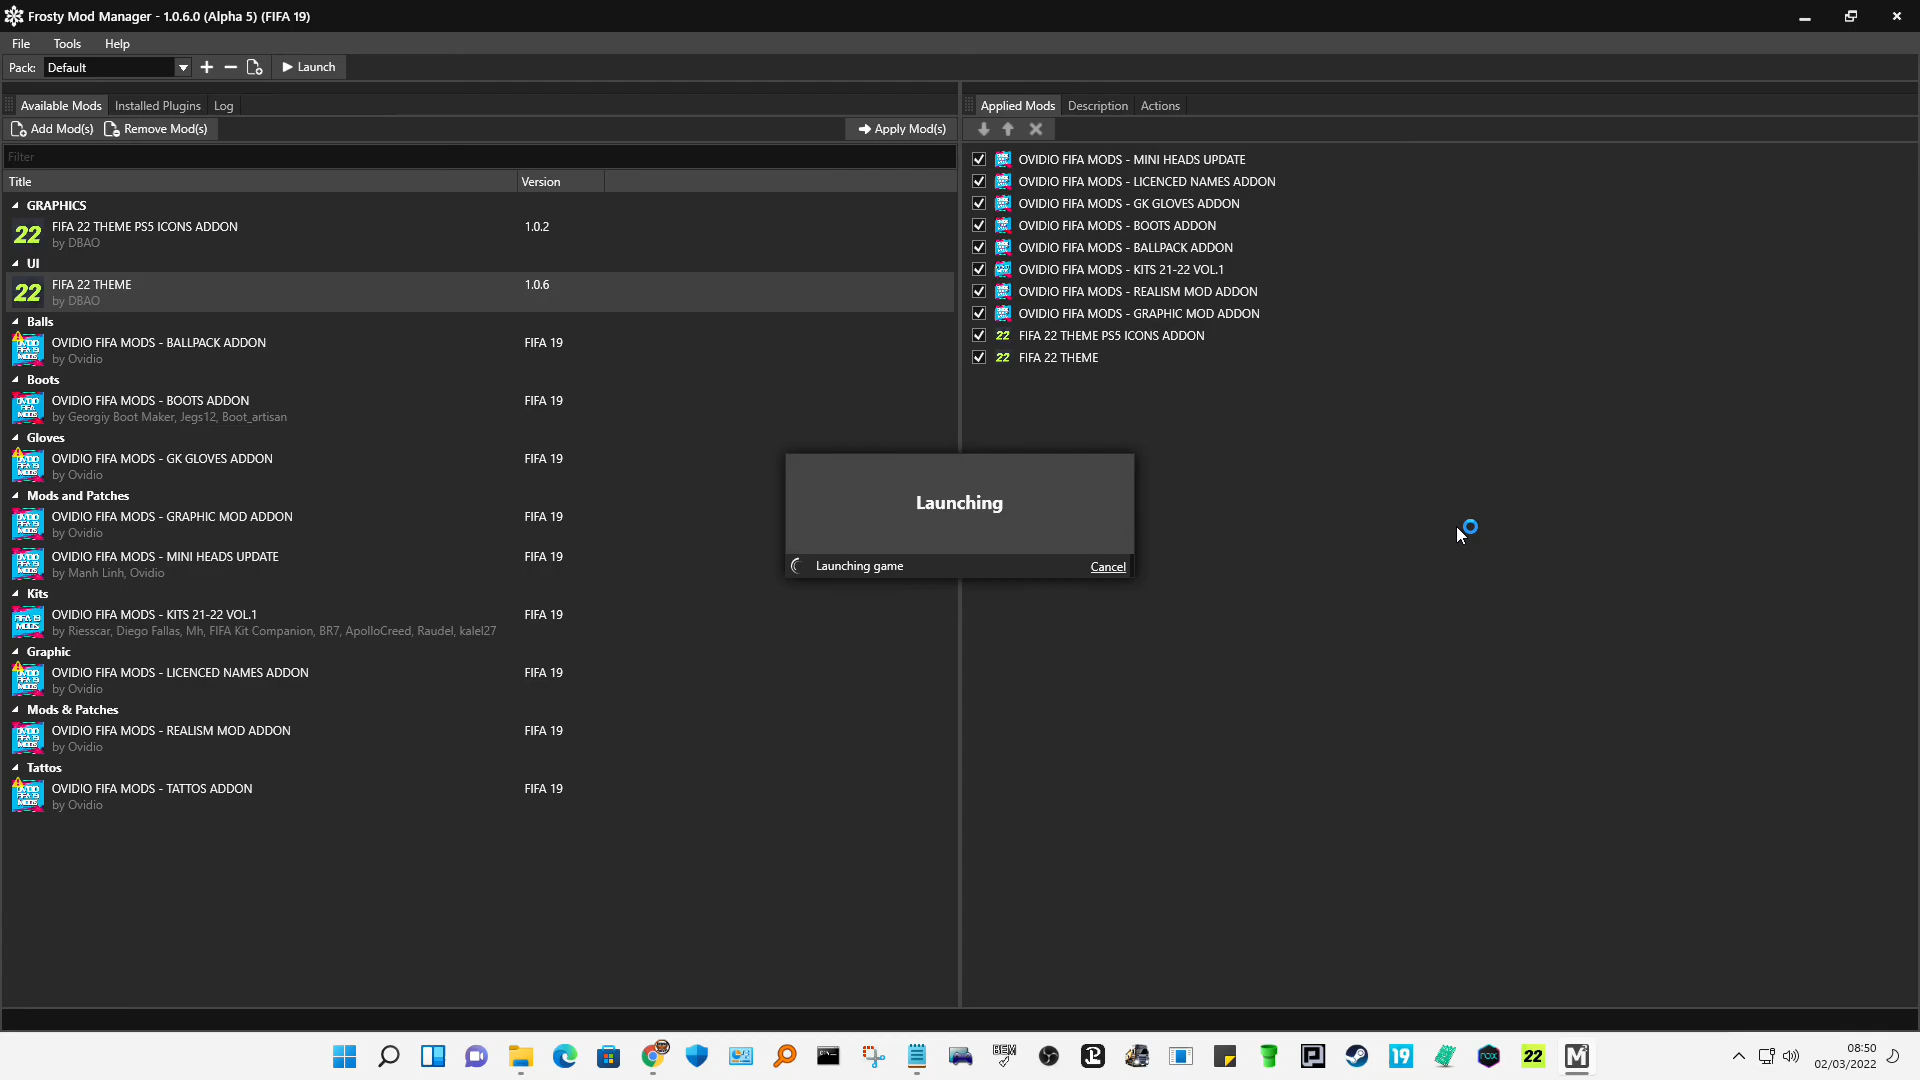 Frosty Mod Manager - 1.0.6.0 (Alpha 5) (FIFA 19)
File Tools Help
Pack: Default Launch
Available Mods Installed Plugins Log
Add Mod(s) Remove Mod(s) Apply Mod(s)
Filter
Title Version
GRAPHICS
FIFA 22 THEME PS5 ICONS ADDON 1.0.2
by DBAO
UI
FIFA 22 THEME 1.0.6
by DBAO
Balls
OVIDIO FIFA MODS - BALLPACK ADDON FIFA 19
by Ovidio
Boots
OVIDIO FIFA MODS - BOOTS ADDON FIFA 19
by Georgiy Boot Maker, Jegs12, Boot_artisan
Gloves
OVIDIO FIFA MODS - GK GLOVES ADDON FIFA 19
by Ovidio
Mods and Patches
OVIDIO FIFA MODS - GRAPHIC MOD ADDON FIFA 19
by Ovidio
OVIDIO FIFA MODS - MINI HEADS UPDATE FIFA 19
by Manh Linh, Ovidio
Kits
OVIDIO FIFA MODS - KITS 21-22 VOL.1 FIFA 19
by Riesscar, Diego Fallas, Mh, FIFA Kit Companion, BR7, ApolloCreed, Raudel, kalel27
Graphic
OVIDIO FIFA MODS - LICENCED NAMES ADDON FIFA 19
by Ovidio
Mods & Patches
OVIDIO FIFA MODS - REALISM MOD ADDON FIFA 19
by Ovidio
Tattos
OVIDIO FIFA MODS - TATTOS ADDON FIFA 19
by Ovidio
Applied Mods Description Actions
OVIDIO FIFA MODS - MINI HEADS UPDATE
OVIDIO FIFA MODS - LICENCED NAMES ADDON
OVIDIO FIFA MODS - GK GLOVES ADDON
OVIDIO FIFA MODS - BOOTS ADDON
OVIDIO FIFA MODS - BALLPACK ADDON
OVIDIO FIFA MODS - KITS 21-22 VOL.1
OVIDIO FIFA MODS - REALISM MOD ADDON
OVIDIO FIFA MODS - GRAPHIC MOD ADDON
22 FIFA 22 THEME PS5 ICONS ADDON
22 FIFA 22 THEME
Launching
Launching game Cancel
BEM 19 nox 22 M
08:50
02/03/2022